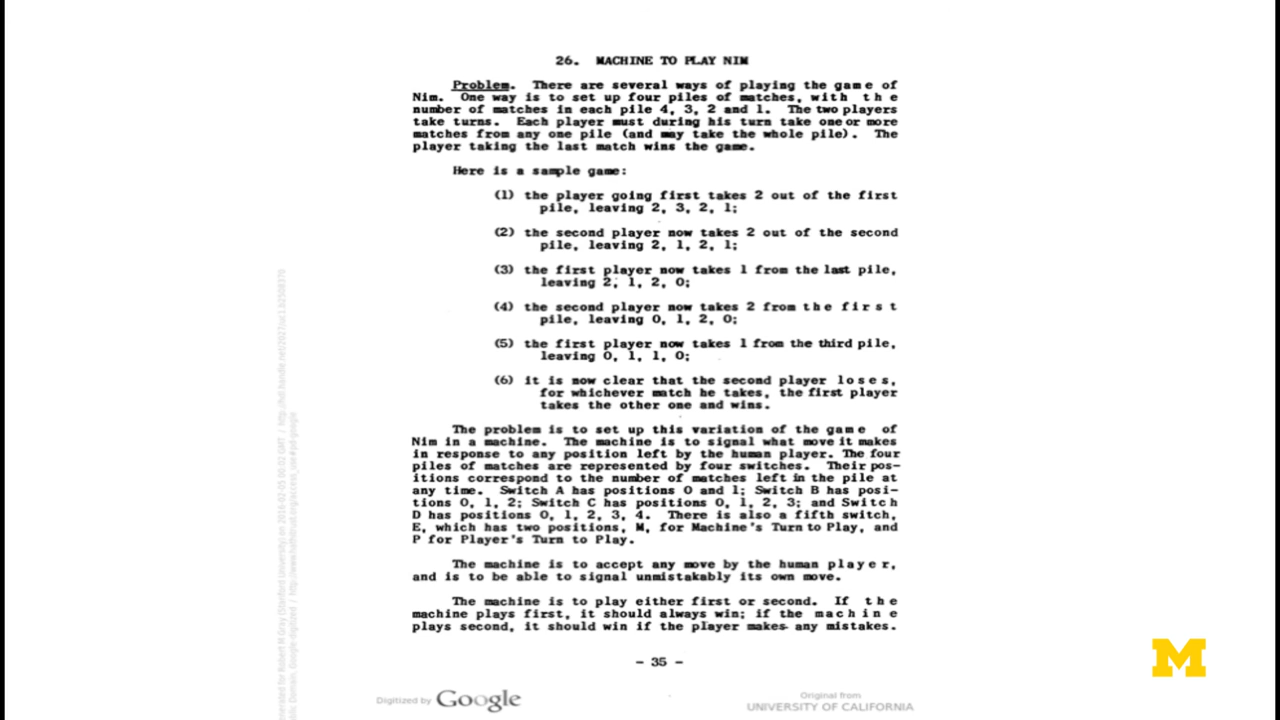 26. MACHINE TO PLAY NIM
Problem. There are several ways of playing the game of
Nim. One way is to set up four piles of matches, with the
number of matches in each pile 4, 3, 2 and 1. The two players
take turns. Each player must during his turn take one or more
matches from any one pile (and may take the whole pile). The
player taking the last match wins the game.
Here is a sample game:
(1) the player going first takes 2 out of the first
pile, leaving 2, 3, 2, 1;
(2) the second player now takes 2 out of the second
pile, leaving 2, 1, 2, 1;
(3) the first player now takes 1 from the last pile,
leaving 2, 1, 2, 0;
(4) the second player now takes 2 from the first
pile, leaving 0, 1, 2, 0;
(5) the first player now takes 1 from the third pile,
leaving 0, 1, 1, 0;
(6) it is now clear that the second player loses,
for whichever match he takes, the first player
takes the other one and wins.
The problem is to set up this variation of the game of
Nim in a machine. The machine is to signal what move it makes
in response to any position left by the human player. The four
piles of matches are represented by four switches. Their pos-
itions correspond to the number of matches left in the pile at
any time. Switch A has positions 0 and 1; Switch B has posi-
tions 0, 1, 2; Switch C has positions 0, 1, 2, 3; and Switch
D has positions 0, 1, 2, 3, 4. There is also a fifth switch,
E, which has two positions, M, for Machine's Turn to Play, and
P for Player's Turn to Play.
The machine is to accept any move by the human player,
and is to be able to signal unmistakably its own move.
The machine is to play either first or second. If the
machine plays first, it should always win; if the machine
plays second, it should win if the player makes any mistakes.
- 35 -
Digitized by Google
Original from
UNIVERSITY OF CALIFORNIA
M